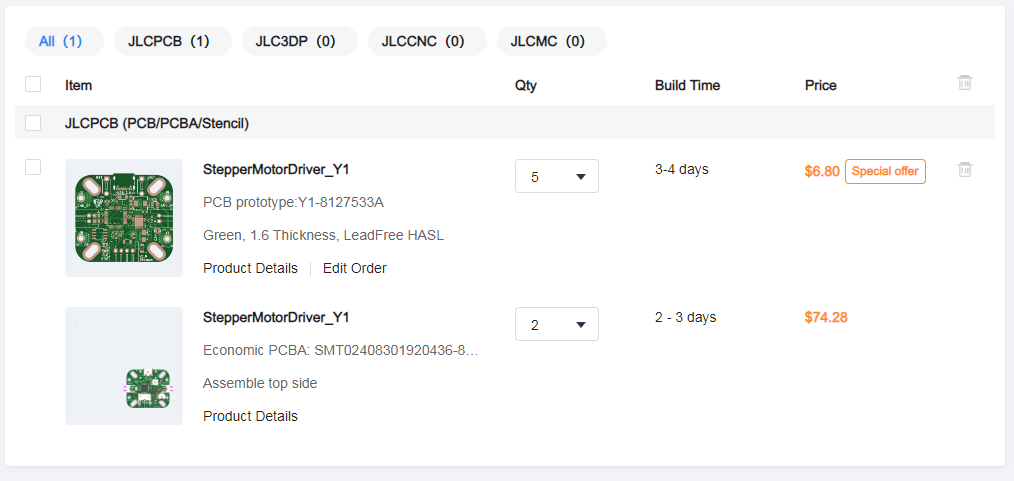 All (1) JLCPCB (1) JLC3DP (0) JLCCNC (0) JLCMC (0)
Item Qty Build Time Price
JLCPCB (PCB/PCBA/Stencil)
StepperMotorDriver_Y1 5 3-4 days $6.80 Special offer
PCB prototype:Y1-8127533A
Green, 1.6 Thickness, LeadFree HASL
Product Details | Edit Order
StepperMotorDriver_Y1 2 2 - 3 days $74.28
Economic PCBA: SMT02408301920436-8...
Assemble top side
Product Details